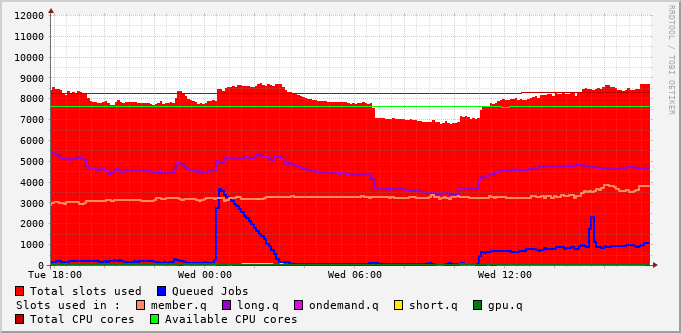 RRDTOOL / TOBI OETIKER
12000
11000
10000
9000
8000
7000
6000
5000
4000
3000
2000
1000
0
Tue 18:00 Wed 00:00 Wed 06:00 Wed 12:00
Total slots used Queued Jobs
Slots used in : member.q long.q ondemand.q short.q gpu.q
Total CPU cores Available CPU cores